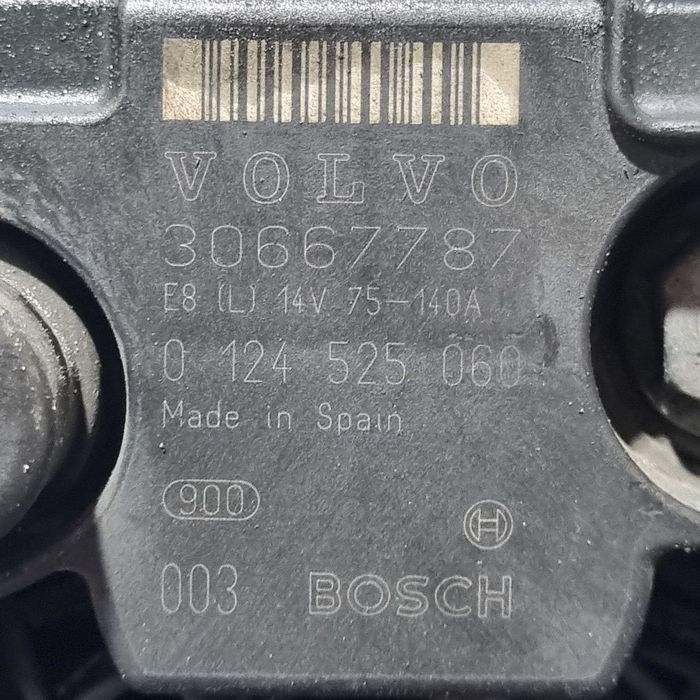 VOLVO
30667787
E8 (L) 14V 75-140A
0 124 525 060
Made in Spain
900
H
003 BOSCH